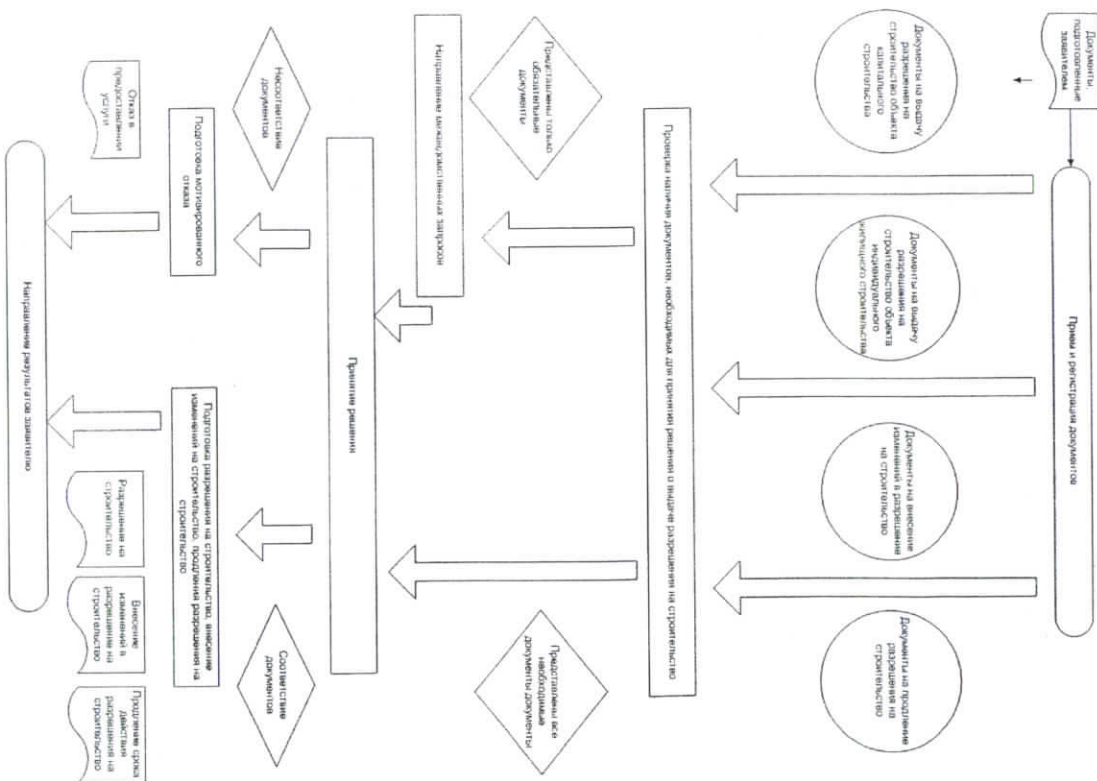 Документы,
подготовленные
заявителем
Прием и регистрация документов
Документы на выдачу
разрешения на
строительство объекта
капитального
строительства
Документы на выдачу
разрешения на
строительство объекта
индивидуального
жилищного строительства
Документы на внесение
изменений в разрешение
на строительство
Документы на продление
разрешения на
строительство
Проверка наличия документов, необходимых для принятия решения о выдаче разрешения на строительство
Представлены только
обязательные
документы
Представлены все
необходимые
документы документы
Направление межведомственных запросов
Принятие решения
Несоответствие
документов
Соответствие
документов
Подготовка мотивированного
отказа
Подготовка разрешения на строительство, внесение
изменений на строительство, продления разрешения на
строительство
Отказ в
предоставлении
услуги
Разрешение на
строительство
Внесение
изменений в
разрешение на
строительство
Продление срока
действия
разрешения на
строительство
Направление результатов заявителю